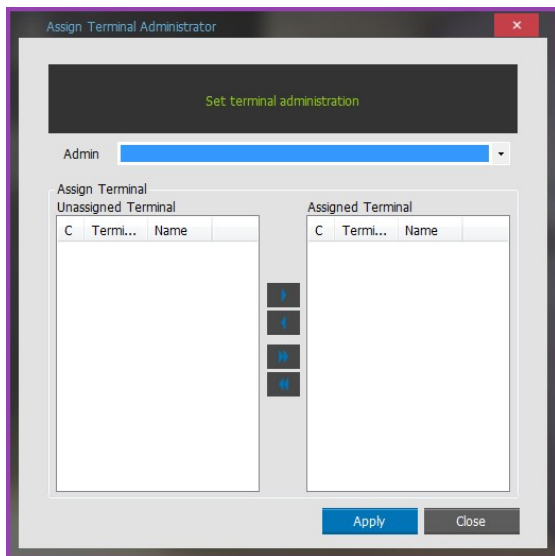 Assign Terminal Administrator
Set terminal administration
Admin
Assign Terminal
Unassigned Terminal
C Termi... Name
Assigned Terminal
C Termi... Name
Apply Close